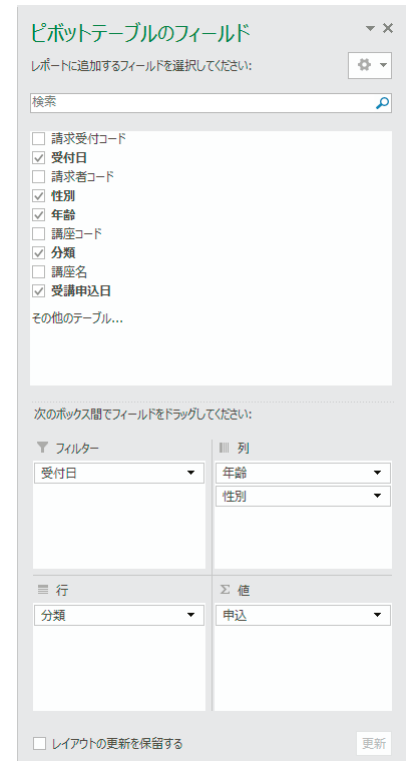 ピボットテーブルのフィールド
レポートに追加するフィールドを選択してください:
検索
請求受付コード
受付日
請求者コード
性別
年齢
講座コード
分類
講座名
受講申込日
その他のテーブル...
次のボックス間でフィールドをドラッグしてください:
フィルター
列
受付日
年齢
性別
行
Σ 値
分類
申込
レイアウトの更新を保留する
更新